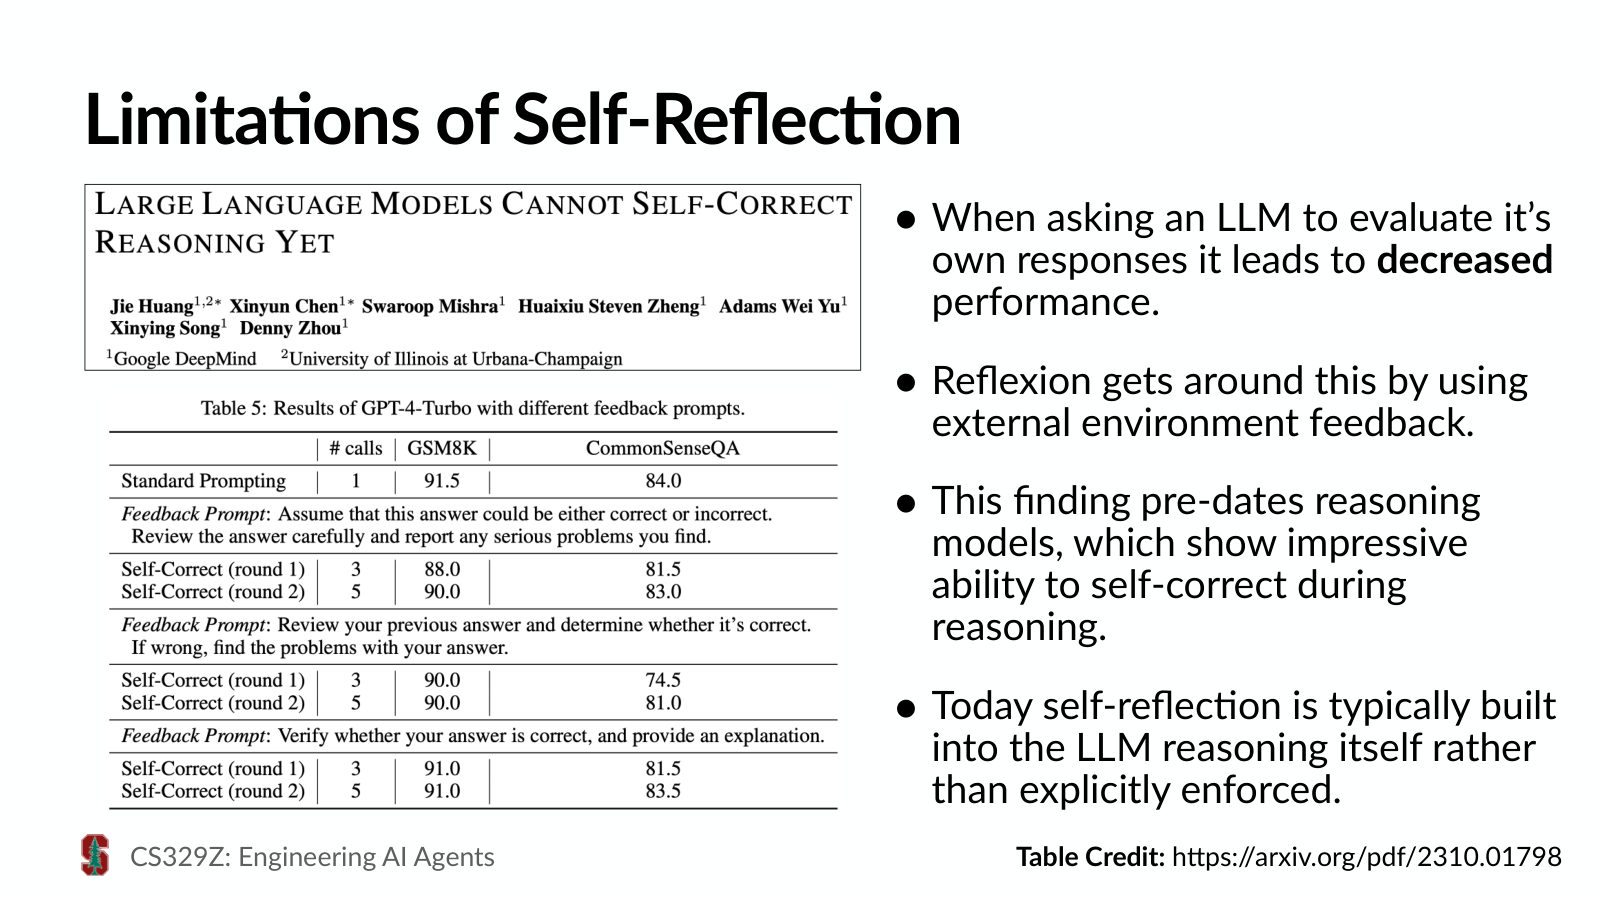 Limitations of Self-Reflection
LARGE LANGUAGE MODELS CANNOT SELF-CORRECT
REASONING YET
Jie Huang1,2∗ Xinyun Chen1∗ Swaroop Mishra1 Huaixiu Steven Zheng1 Adams Wei Yu1
Xinying Song1 Denny Zhou1
1Google DeepMind 2University of Illinois at Urbana-Champaign
Table 5: Results of GPT-4-Turbo with different feedback prompts.
# calls GSM8K CommonSenseQA
Standard Prompting 1 91.5 84.0
Feedback Prompt: Assume that this answer could be either correct or incorrect.
Review the answer carefully and report any serious problems you find.
Self-Correct (round 1) 3 88.0 81.5
Self-Correct (round 2) 5 90.0 83.0
Feedback Prompt: Review your previous answer and determine whether it's correct.
If wrong, find the problems with your answer.
Self-Correct (round 1) 3 90.0 74.5
Self-Correct (round 2) 5 90.0 81.0
Feedback Prompt: Verify whether your answer is correct, and provide an explanation.
Self-Correct (round 1) 3 91.0 81.5
Self-Correct (round 2) 5 91.0 83.5
● When asking an LLM to evaluate it's
own responses it leads to decreased
performance.
● Reflexion gets around this by using
external environment feedback.
● This finding pre-dates reasoning
models, which show impressive
ability to self-correct during
reasoning.
● Today self-reflection is typically built
into the LLM reasoning itself rather
than explicitly enforced.
CS329Z: Engineering AI Agents
Table Credit: https://arxiv.org/pdf/2310.01798